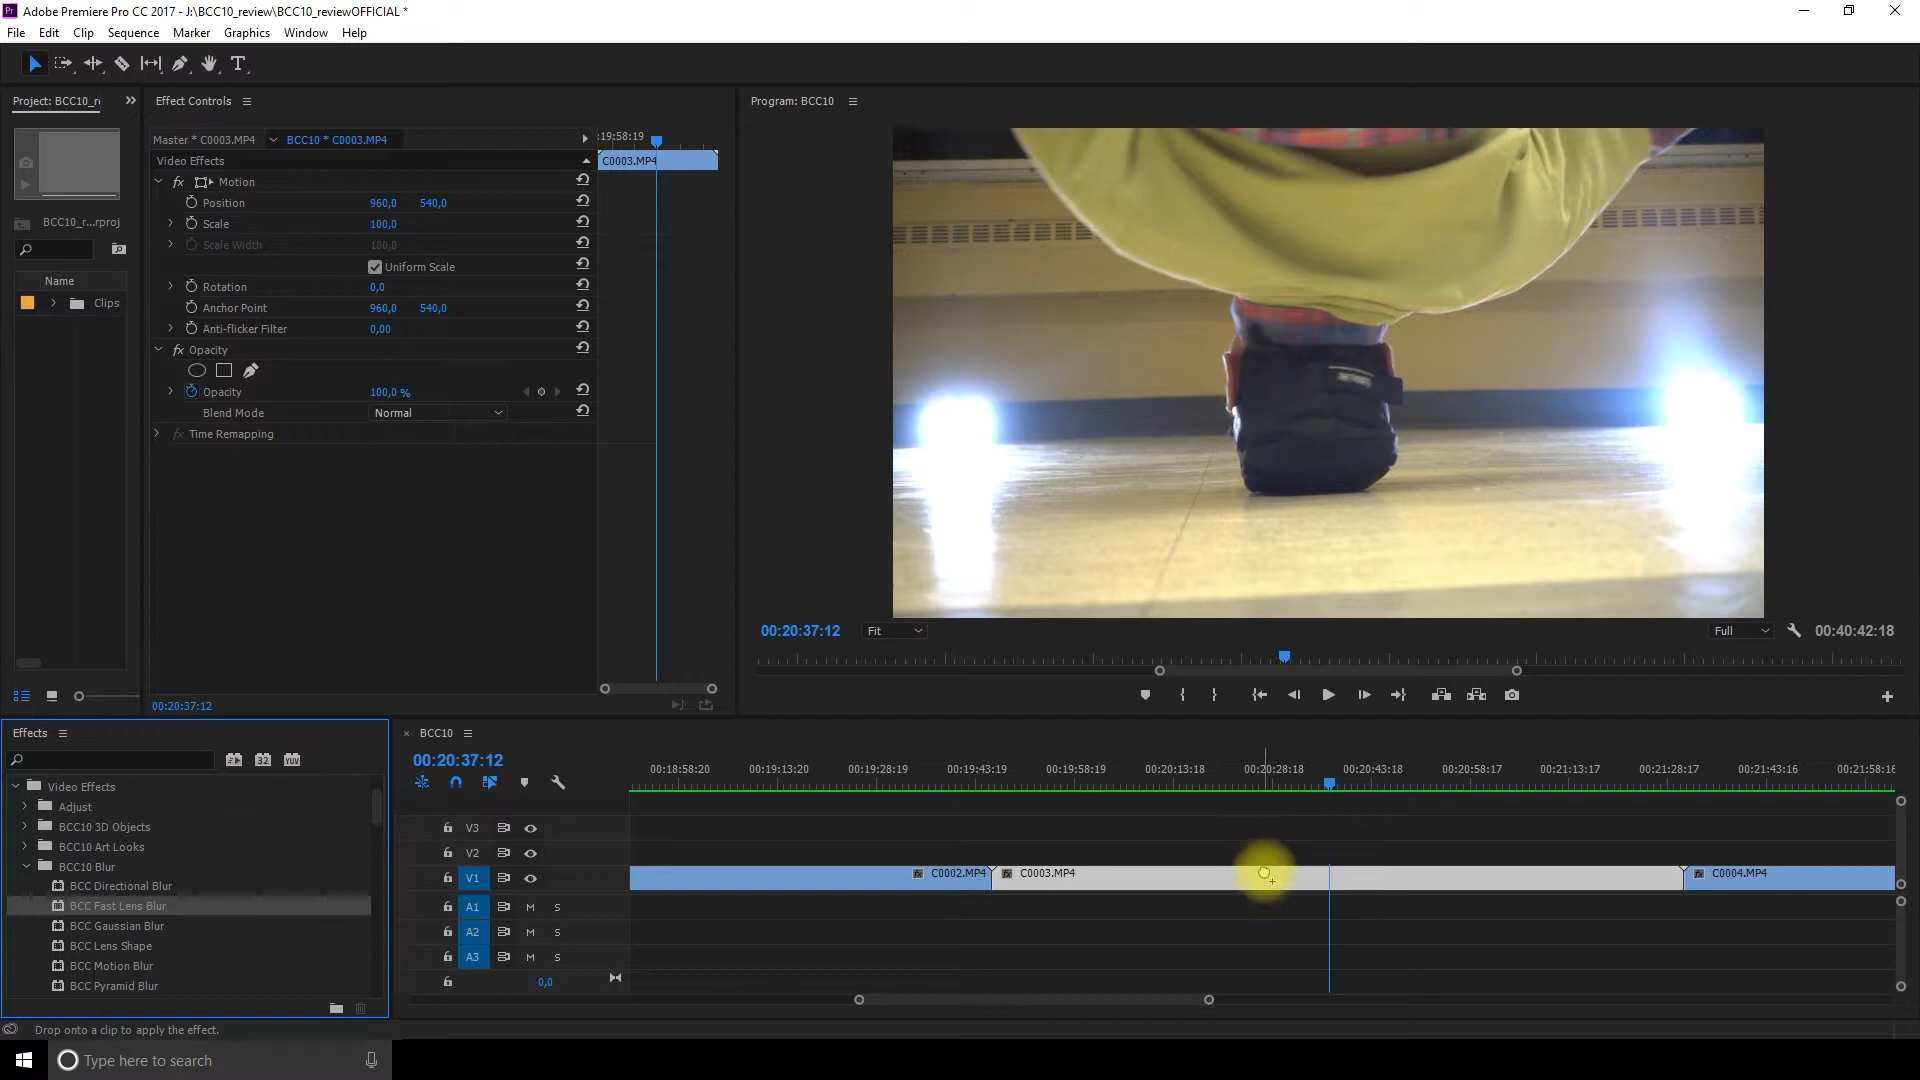 Adobe Premiere Pro CC 2017 - J:\BCC10_review\BCC10_reviewOFFICIAL *
File Edit Clip Sequence Marker Graphics Window Help
Project: BCC10_r
BCC10_r...rproj
Name
Clips
Effect Controls
Master * C0003.MP4 BCC10 * C0003.MP4
:19:58:19
Video Effects
C0003.MP4
Motion
Position 960,0 540,0
Scale 100,0
Scale Width 100,0
Uniform Scale
Rotation 0,0
Anchor Point 960,0 540,0
Anti-flicker Filter 0,00
fx Opacity
Opacity 100,0 %
Blend Mode Normal
fx Time Remapping
00:20:37:12
Program: BCC10
00:20:37:12 Fit Full 00:40:42:18
Effects
32 YUV
Video Effects
Adjust
BCC10 3D Objects
BCC10 Art Looks
BCC10 Blur
BCC Directional Blur
BCC Fast Lens Blur
BCC Gaussian Blur
BCC Lens Shape
BCC Motion Blur
BCC Pyramid Blur
BCC10
00:20:37:12
00:18:58:20 00:19:13:20 00:19:28:19 00:19:43:19 00:19:58:19 00:20:13:18 00:20:28:18 00:20:43:18 00:20:58:17 00:21:13:17 00:21:28:17 00:21:43:16 00:21:58:16
V3
V2
V1 C0002.MP4 C0003.MP4 C0004.MP4
A1 M S
A2 M S
A3 M S
0,0
Drop onto a clip to apply the effect.
Type here to search